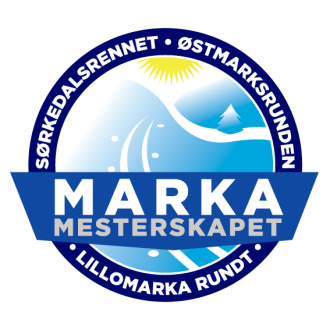 SØRKEDALSRENNET • ØSTMARKSRUNDEN
MARKA
MESTERSKAPET
• LILLOMARKA RUNDT •